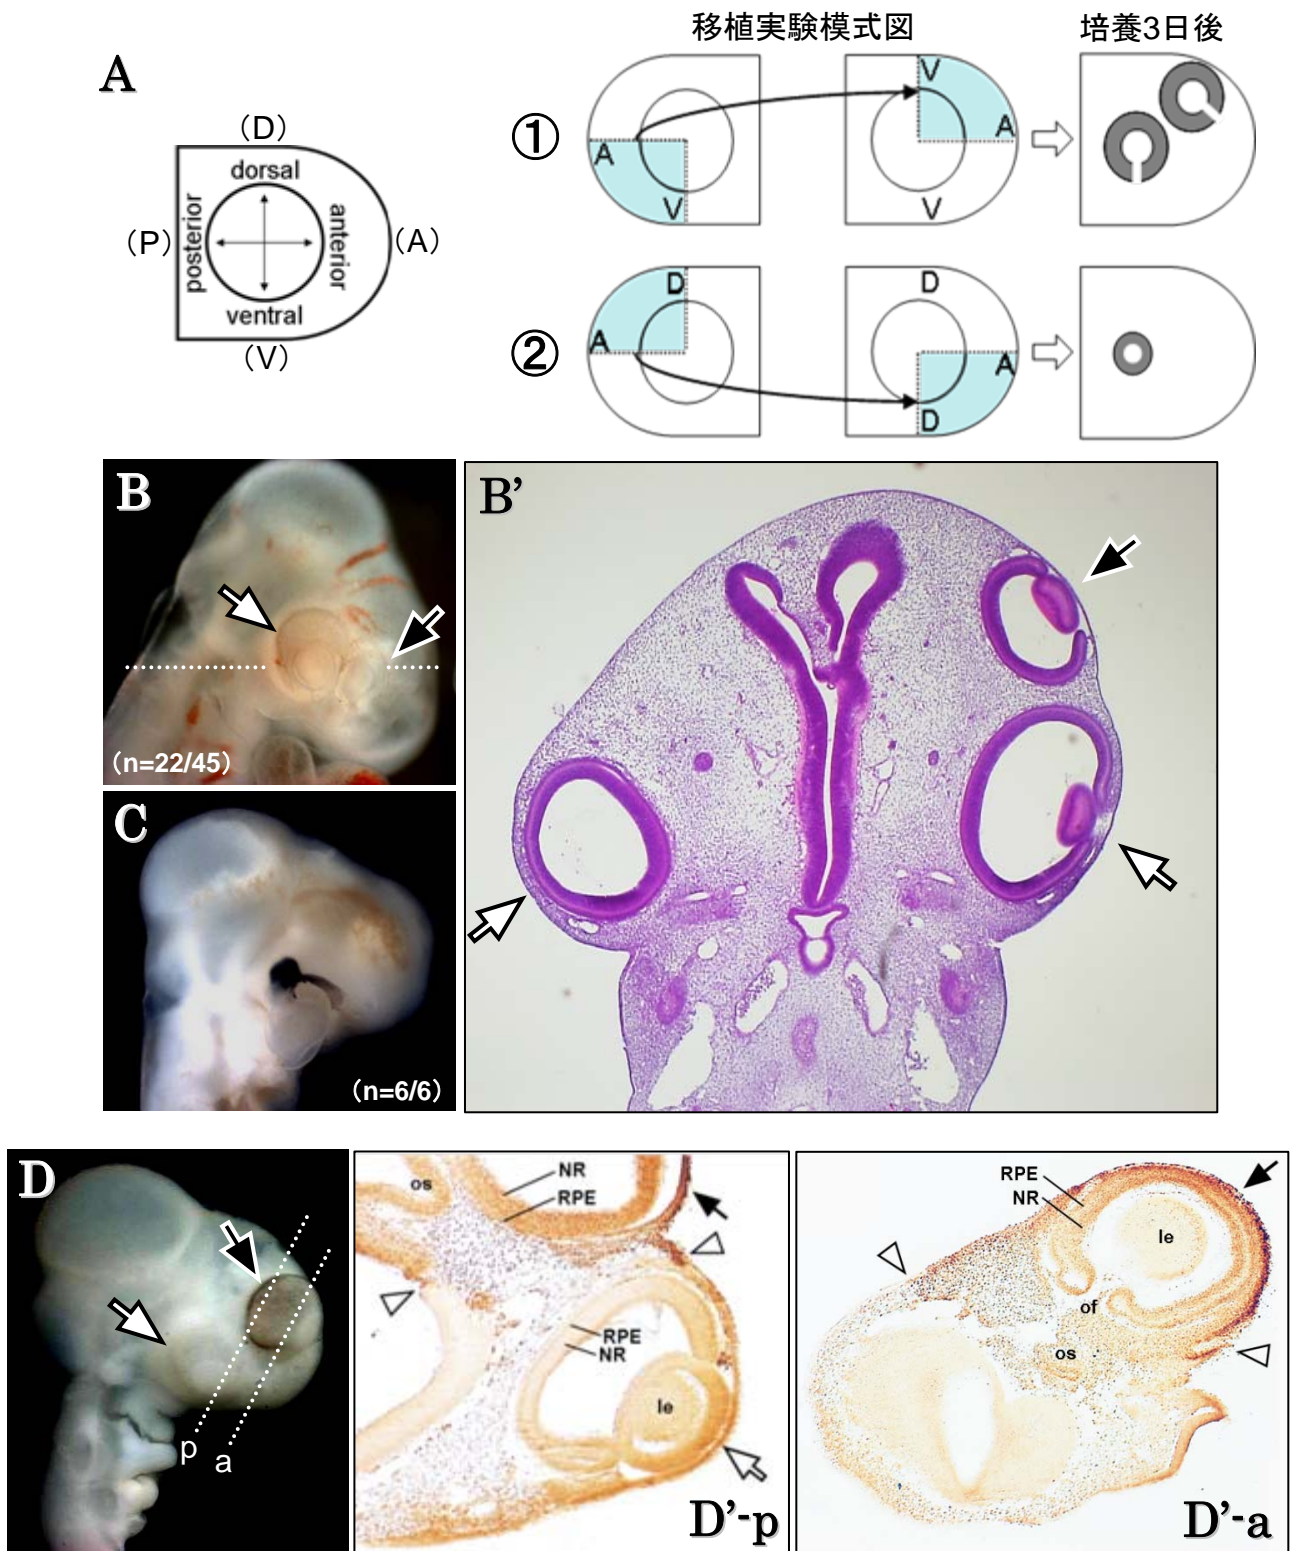 移植実験模式図
培養3日後
A
(D)
dorsal
(P)
posterior
anterior
(A)
ventral
(V)
①
A
V
V
A
V
②
D
A
D
A
D
B
(n=22/45)
B’
C
(n=6/6)
D
p
a
os
NR
RPE
RPE
NR
le
D’-p
RPE
NR
le
of
os
D’-a